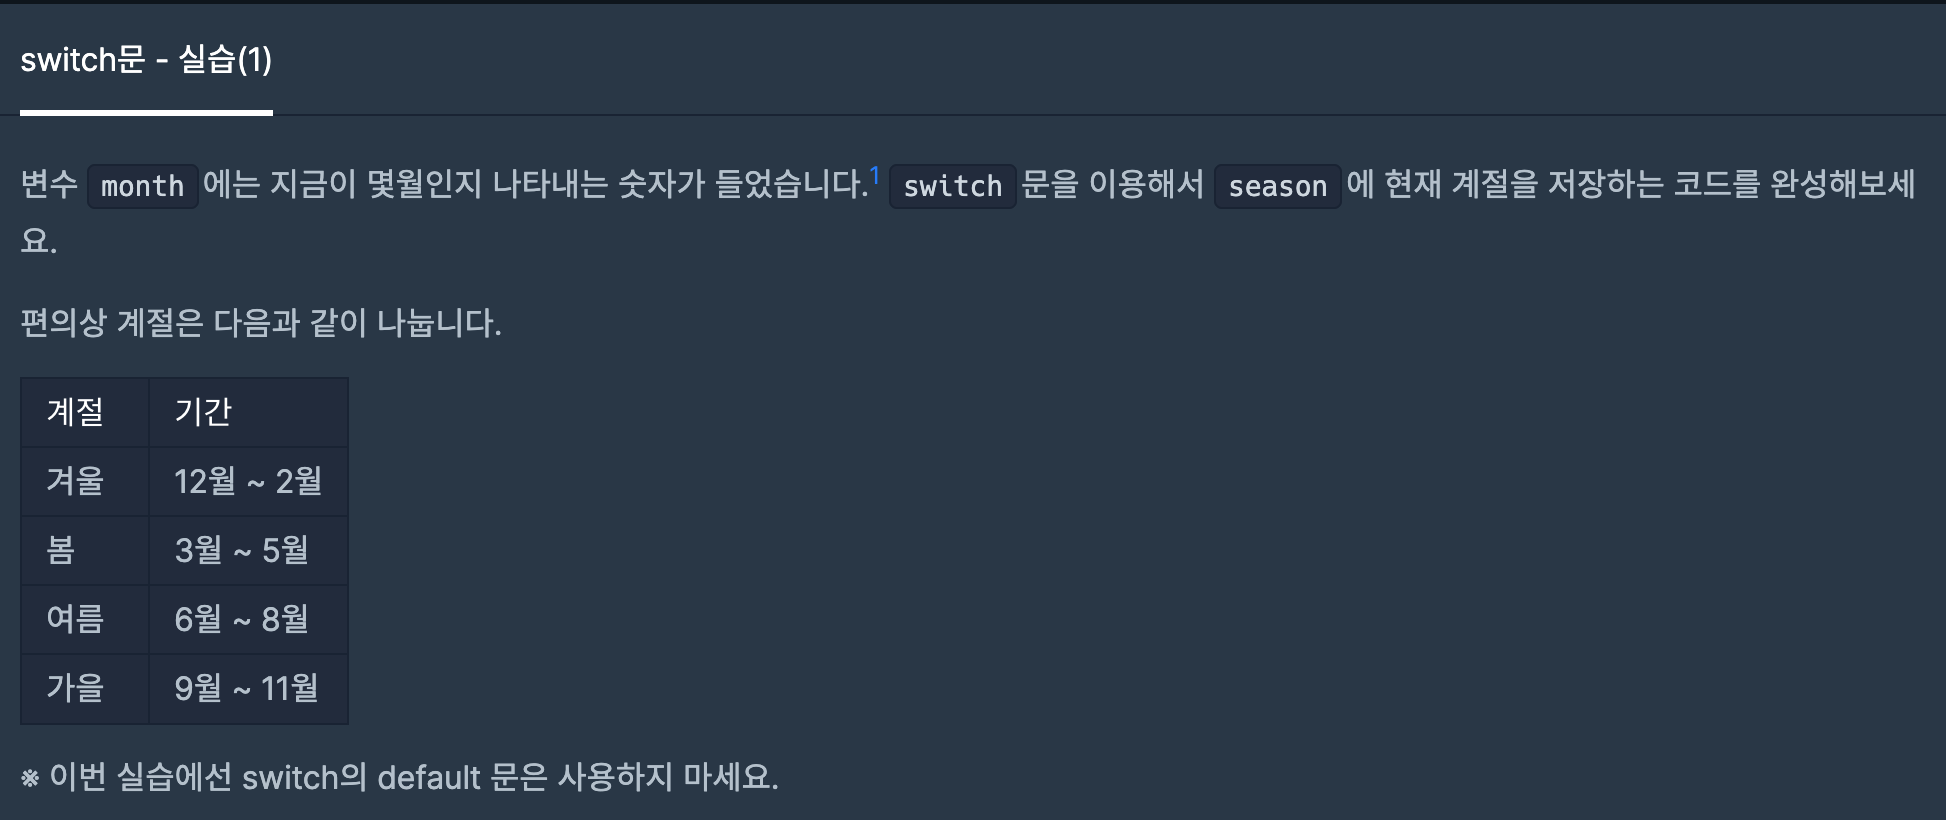 switch문 - 실습(1)
변수 month 에는 지금이 몇월인지 나타내는 숫자가 들었습니다.1 switch 문을 이용해서 season 에 현재 계절을 저장하는 코드를 완성해보세
요.
편의상 계절은 다음과 같이 나눕니다.
계절 기간
겨울 12월 ~ 2월
봄 3월 ~ 5월
여름 6월 ~ 8월
가을 9월 ~ 11월
※ 이번 실습에선 switch의 default 문은 사용하지 마세요.